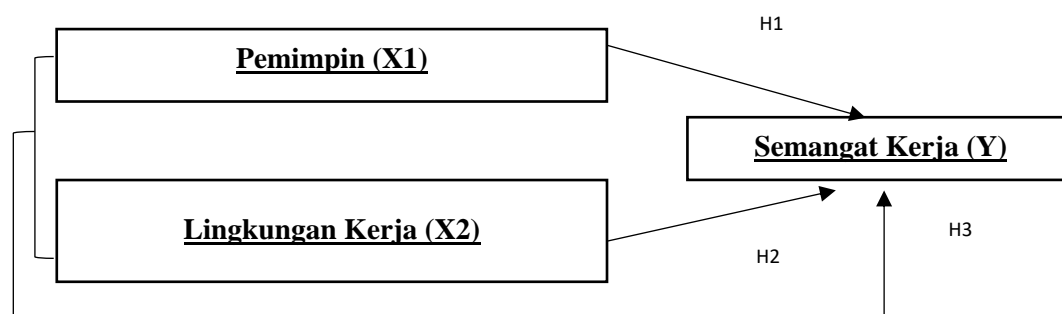 H1
Pemimpin (X1)
Semangat Kerja (Y)
Lingkungan Kerja (X2)
H3
H2